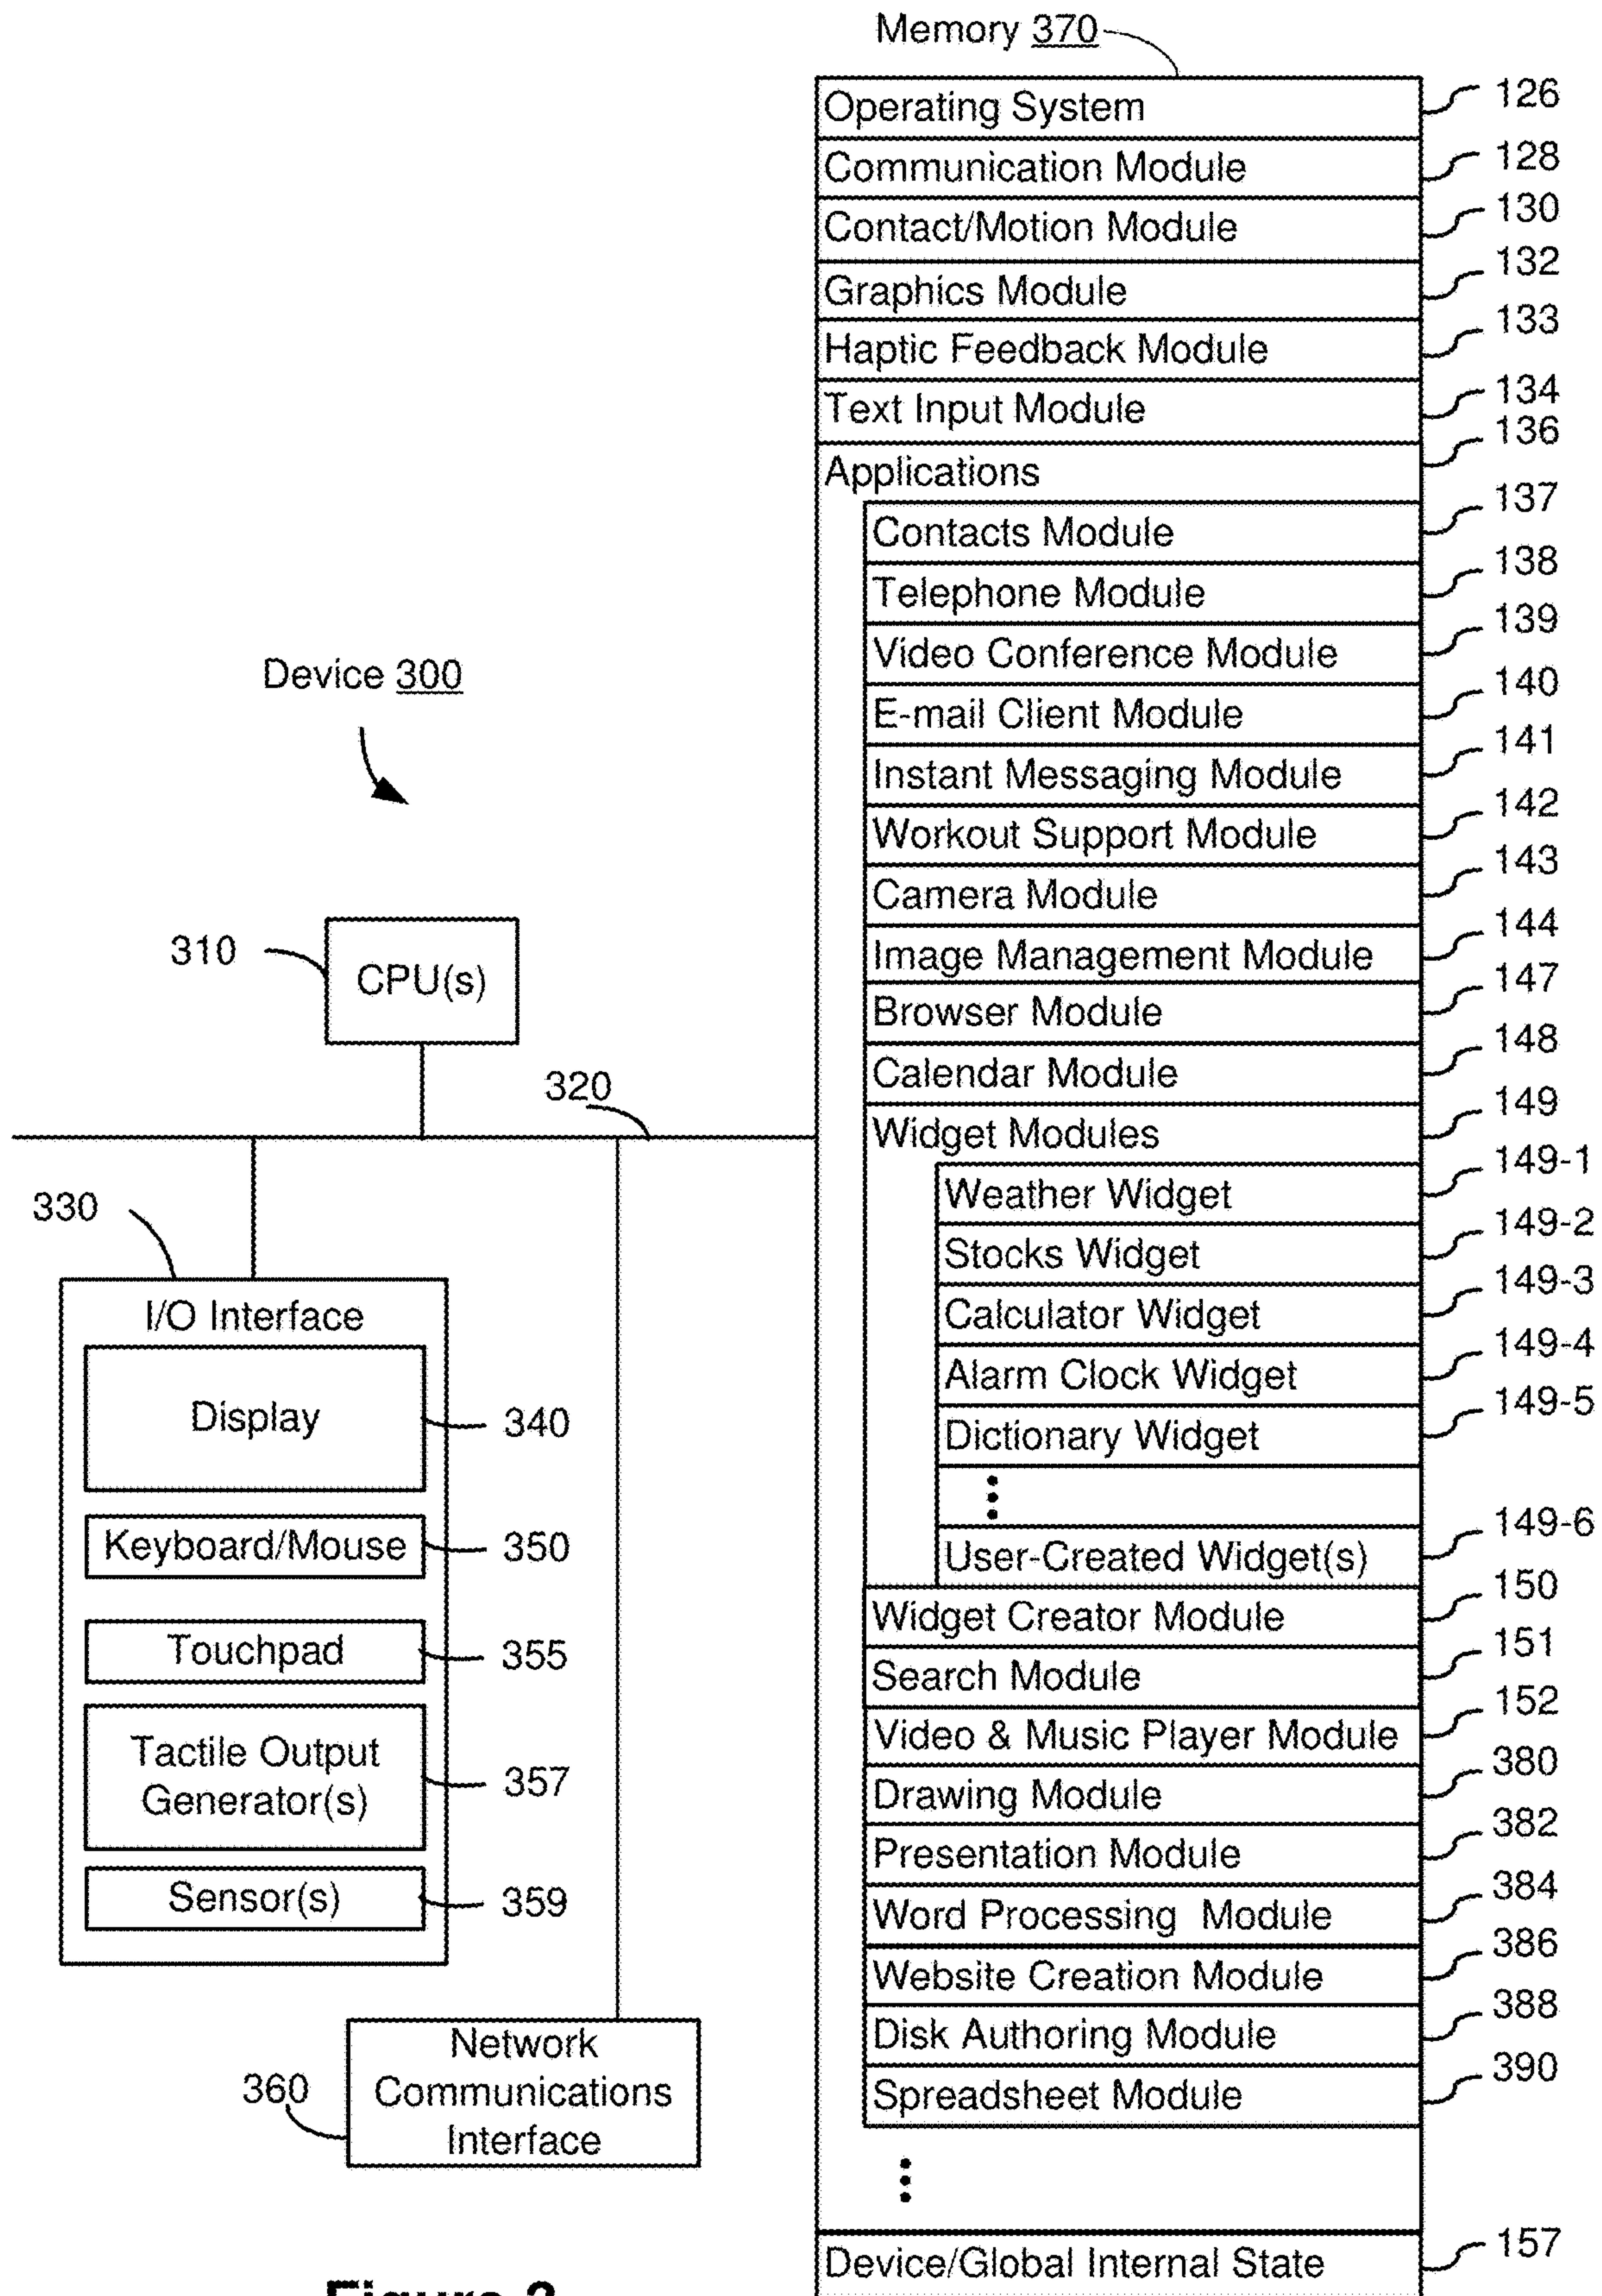 Memory 370
Operating System 126
Communication Module 128
Contact/Motion Module 130
Graphics Module 132
Haptic Feedback Module 133
Text Input Module 134
Applications 136
Contacts Module 137
Telephone Module 138
Video Conference Module 139
E-mail Client Module 140
Instant Messaging Module 141
Workout Support Module 142
Camera Module 143
Image Management Module 144
Browser Module 147
Calendar Module 148
Widget Modules 149
Weather Widget 149-1
Stocks Widget 149-2
Calculator Widget 149-3
Alarm Clock Widget 149-4
Dictionary Widget 149-5
User-Created Widget(s) 149-6
Widget Creator Module 150
Search Module 151
Video & Music Player Module 152
Drawing Module 380
Presentation Module 382
Word Processing Module 384
Website Creation Module 386
Disk Authoring Module 388
Spreadsheet Module 390
Device/Global Internal State 157
Device 300
310
CPU(s)
320
330
I/O Interface
Display 340
Keyboard/Mouse 350
Touchpad 355
Tactile Output
Generator(s) 357
Sensor(s) 359
360
Network
Communications
Interface